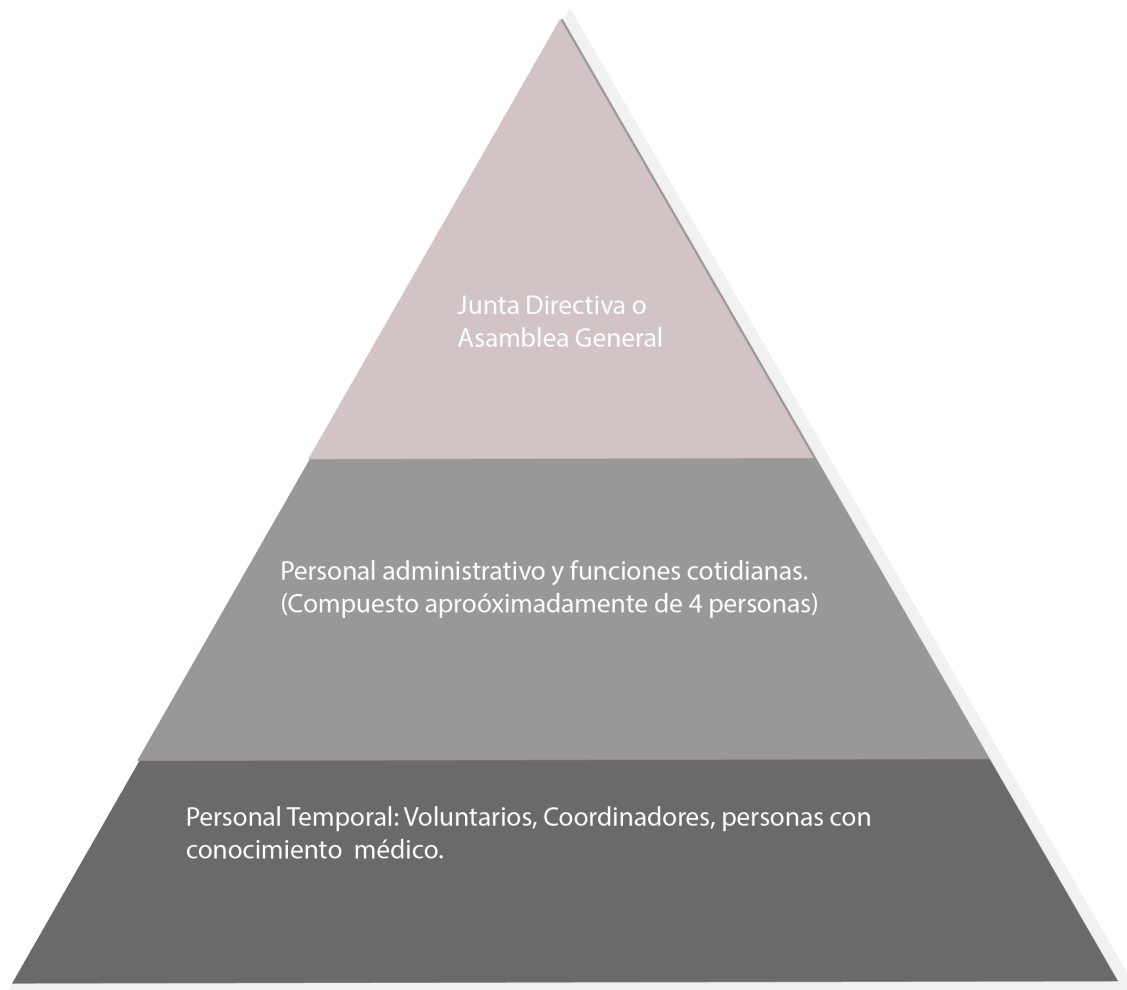 Junta Directiva o
Asamblea General
Personal administrativo y funciones cotidianas.
(Compuesto aproóximadamente de 4 personas)
Personal Temporal: Voluntarios, Coordinadores, personas con
conocimiento  médico.